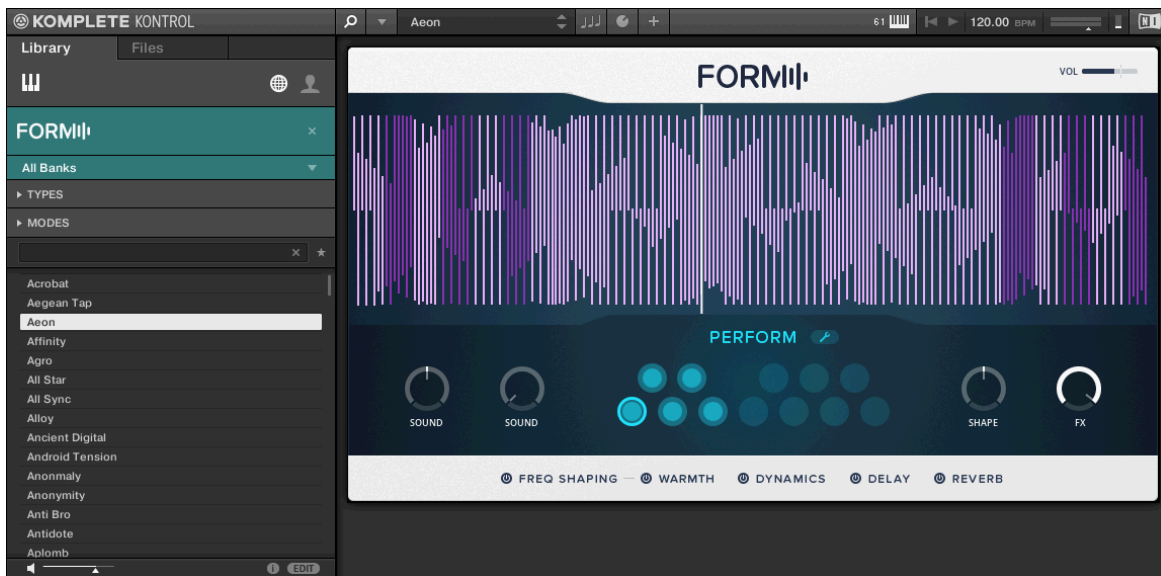 KOMPLETE KONTROL
Aeon
61
120.00 BPM
NI
Library Files
FORM
All Banks
TYPES
MODES
Acrobat
Aegean Tap
Aeon
Affinity
Agro
All Star
All Sync
Alloy
Ancient Digital
Android Tension
Anonmaly
Anonymity
Anti Bro
Antidote
Aplomb
i EDIT
FORM
VOL
PERFORM
SOUND SOUND SHAPE FX
FREQ SHAPING WARMTH DYNAMICS DELAY REVERB